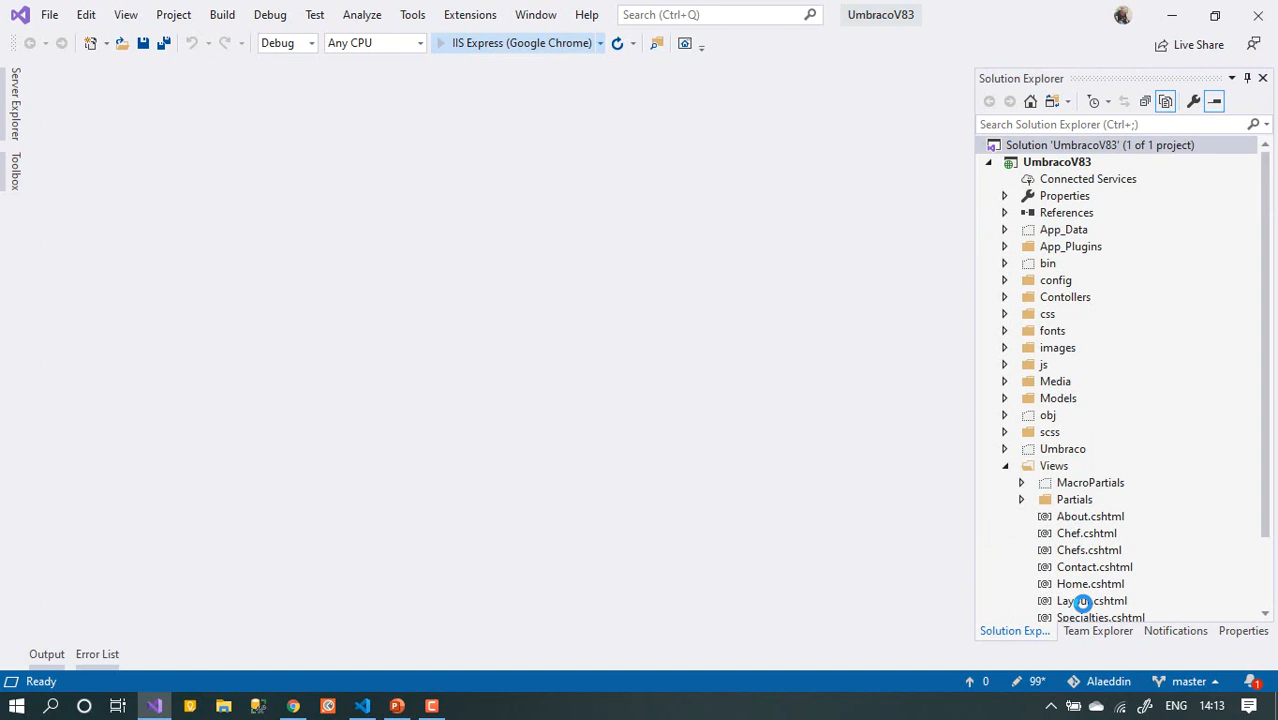 File Edit View Project Build Debug Test Analyze Tools Extensions Window Help Search (Ctrl+Q) UmbracoV83
Debug Any CPU IIS Express (Google Chrome) Live Share
Server Explorer
Toolbox
Solution Explorer
Search Solution Explorer (Ctrl+;)
Solution 'UmbracoV83' (1 of 1 project)
UmbracoV83
Connected Services
Properties
References
App_Data
App_Plugins
bin
config
Contollers
css
fonts
images
js
Media
Models
obj
scss
Umbraco
Views
MacroPartials
Partials
About.cshtml
Chef.cshtml
Chefs.cshtml
Contact.cshtml
Home.cshtml
Layout.cshtml
Specialties.cshtml
Solution Exp... Team Explorer Notifications Properties
Output Error List
Ready 0 99* Alaeddin master 1
ENG 14:13